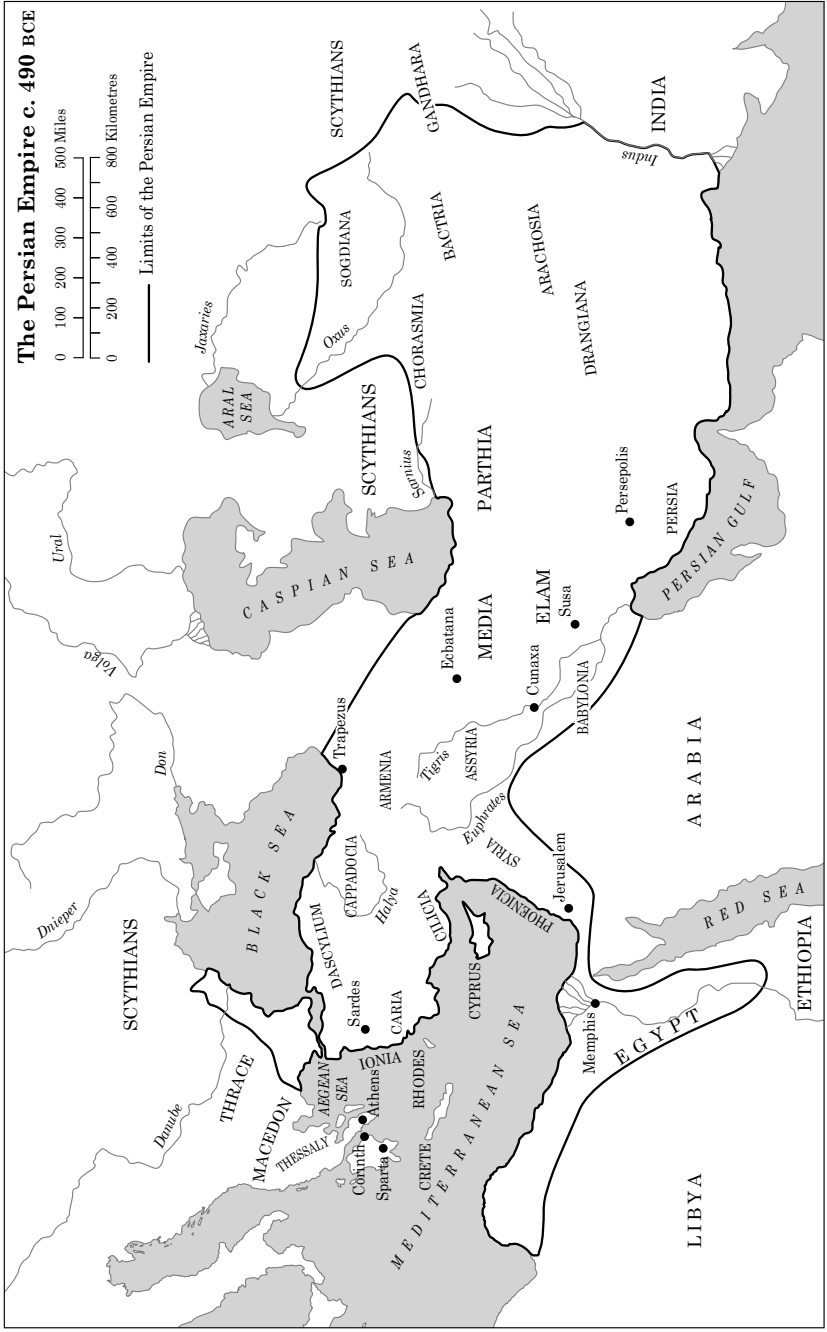 The Persian Empire c. 490 BCE
0 100 200 300 400 500 Miles
0 200 400 600 800 Kilometres
Limits of the Persian Empire
SCYTHIANS
Dnieper
Don
Volga
Ural
Jaxaries
ARAL
SEA
Danube
BLACK SEA
CASPIAN SEA
Oxus
SOGDIANA
SCYTHIANS
SCYTHIANS
THRACE
MACEDON
THESSALY
AEGEAN
SEA
DASCYLIUM
CAPPADOCIA
Halya
Trapezus
ARMENIA
Sarnius
CHORASMIA
BACTRIA
GANDHARA
Corinth
Athens
Sparta
IONIA
Sardes
CARIA
CILICIA
RHODES
CRETE
CYPRUS
Tigris
ASSYRIA
Ecbatana
MEDIA
PARTHIA
MEDITERRANEAN SEA
PHOENICIA
SYRIA
Euphrates
Cunaxa
ELAM
Susa
BABYLONIA
DRANGIANA
ARACHOSIA
Jerusalem
Persepolis
PERSIA
Indus
INDIA
Memphis
EGYPT
LIBYA
RED SEA
ARABIA
PERSIAN GULF
ETHIOPIA